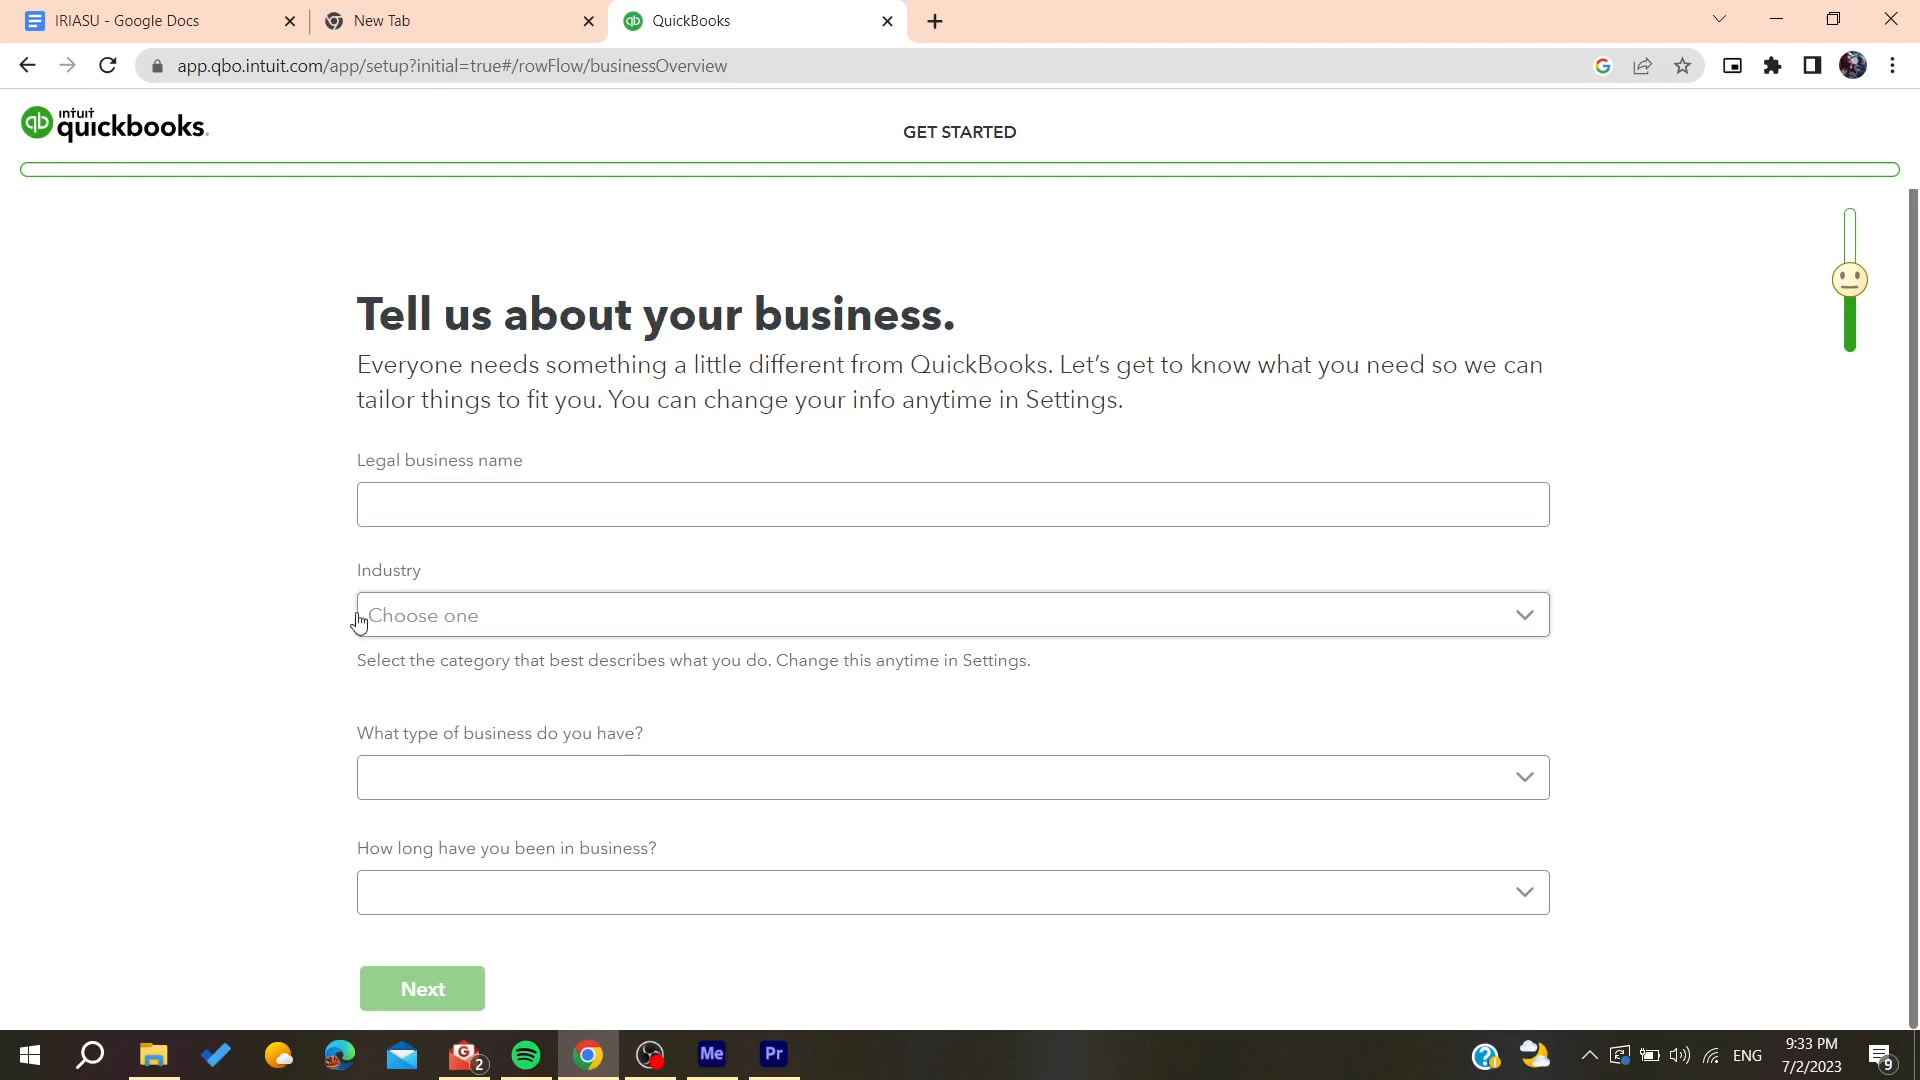 IRIASU - Google Docs
New Tab
QuickBooks
app.qbo.intuit.com/app/setup?initial=true#/rowFlow/businessOverview
qb intuit quickbooks.
GET STARTED
Tell us about your business.
Everyone needs something a little different from QuickBooks. Let's get to know what you need so we can
tailor things to fit you. You can change your info anytime in Settings.
Legal business name
Industry
Choose one
Select the category that best describes what you do. Change this anytime in Settings.
What type of business do you have?
How long have you been in business?
Next
G 2
Me
Pr
ENG
9:33 PM
7/2/2023
9